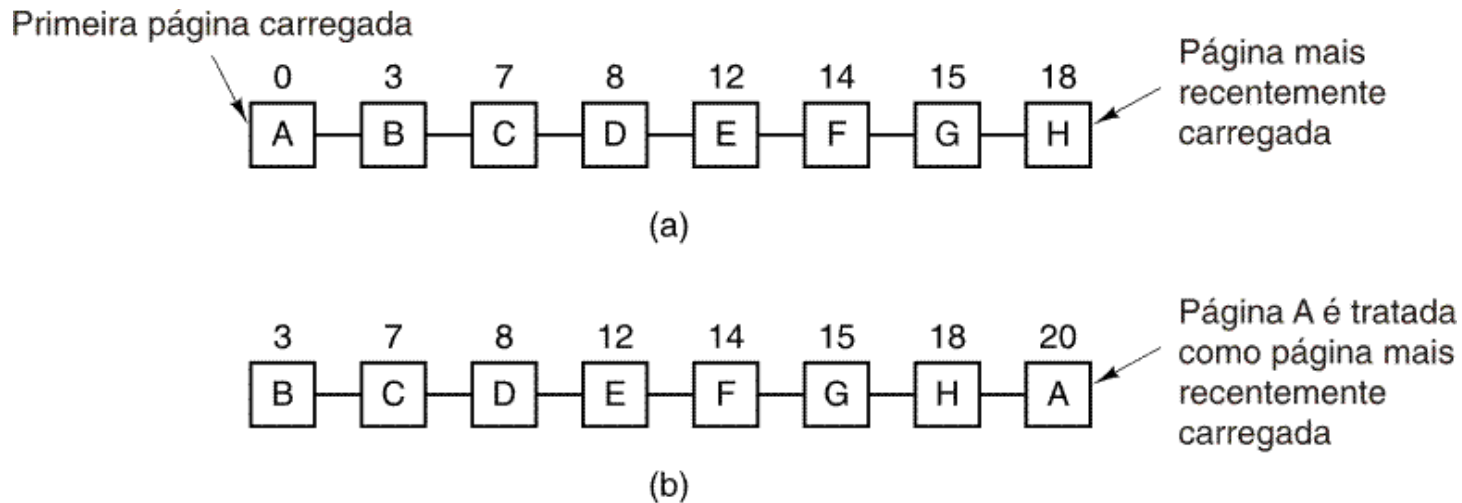 Primeira página carregada
0 3 7 8 12 14 15 18
A B C D E F G H
Página mais
recentemente
carregada
(a)
3 7 8 12 14 15 18 20
B C D E F G H A
Página A é tratada
como página mais
recentemente
carregada
(b)